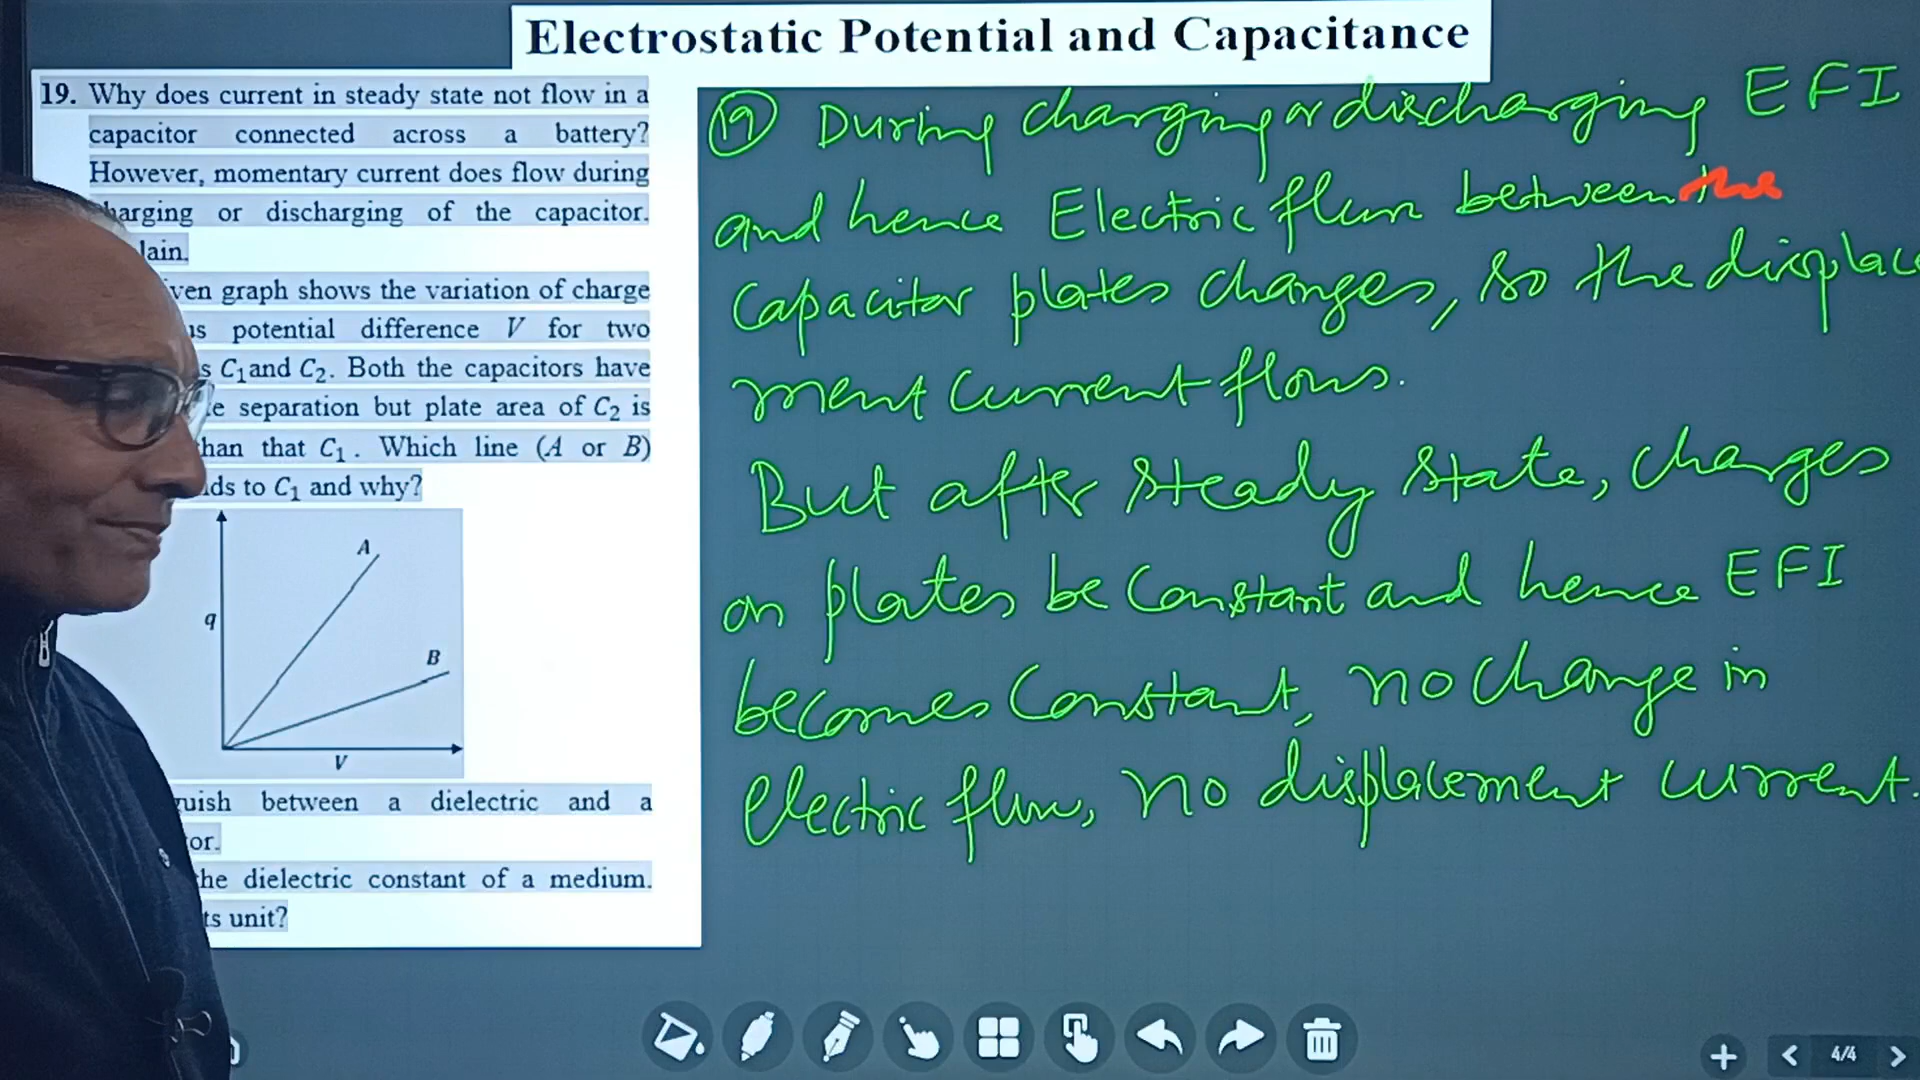 Electrostatic Potential and Capacitance
19. Why does current in steady state not flow in a
capacitor connected across a battery?
However, momentary current does flow during
harging or discharging of the capacitor.
lain.
ven graph shows the variation of charge
potential difference V for two
s C1 and C2. Both the capacitors have
e separation but plate area of C2 is
han that C1. Which line (A or B)
ds to C1 and why?
A
q
B
V
uish between a dielectric and a
or.
he dielectric constant of a medium.
ts unit?
19 During charging or discharging EFI
and hence Electric flux between the
capacitor plates changes, so the displace
ment current flows.
But after steady state, charges
on plates be constant and hence EFI
becomes constant, no change in
electric flux, no displacement current.
4/4